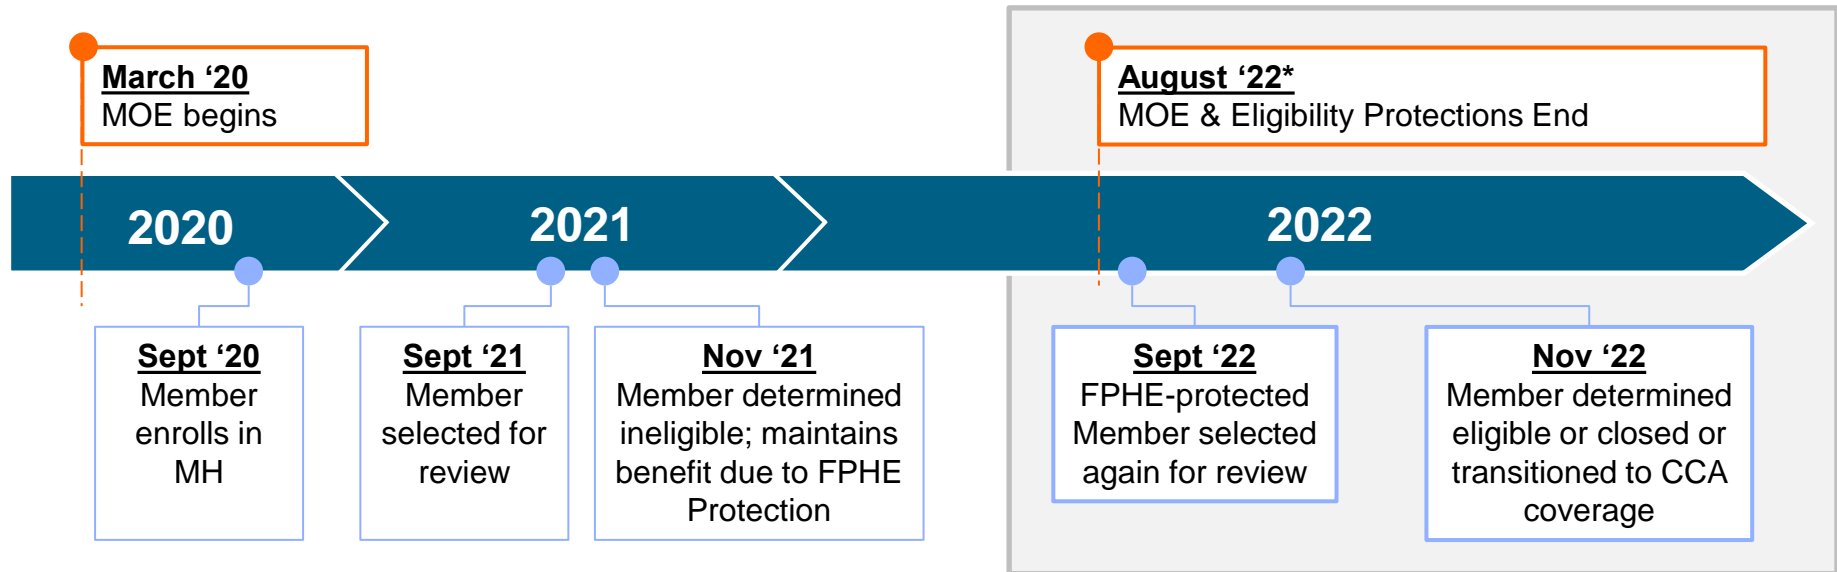 March ‘20
MOE begins
August ‘22*
MOE & Eligibility Protections End
2020
2021
2022
Sept ‘20
Member
enrolls in
MH
Sept ‘21
Member
selected for
review
Nov ‘21
Member determined
ineligible; maintains
benefit due to FPHE
Protection
Sept ‘22
FPHE-protected
Member selected
again for review
Nov ‘22
Member determined
eligible or closed or
transitioned to CCA
coverage